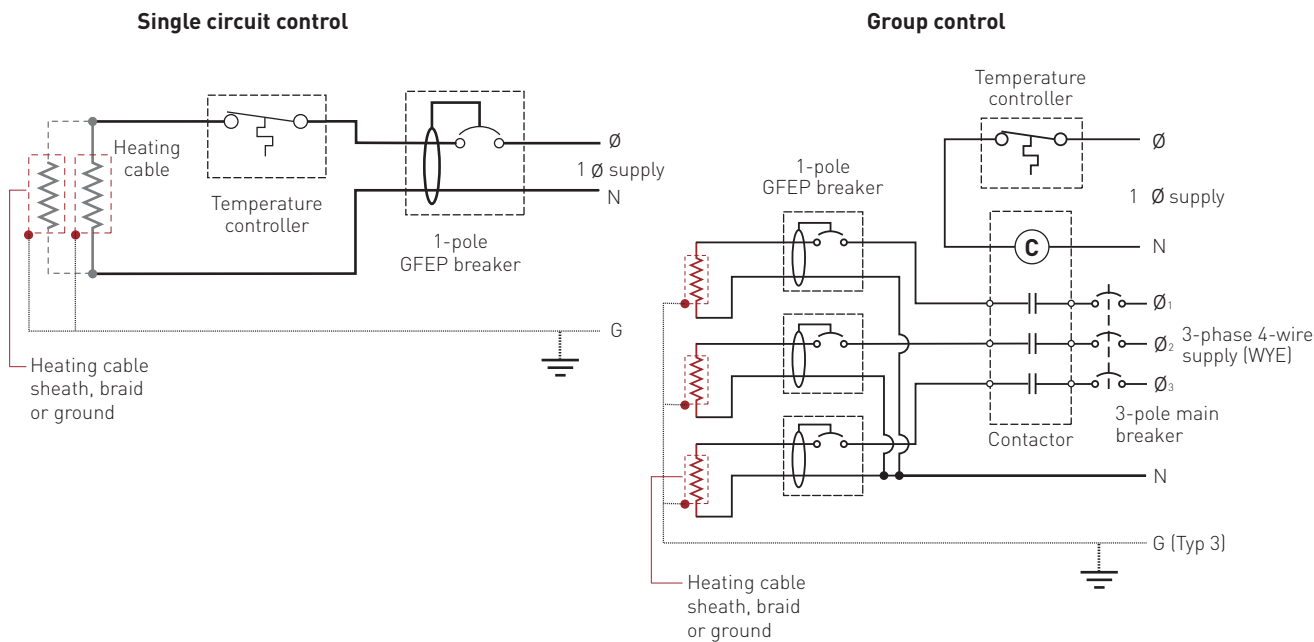 Single circuit control
Heating
cable
Temperature
controller
1-pole
GFEP breaker
Ø
1 Ø supply
N
G
Heating cable
sheath, braid
or ground
Group control
Temperature
controller
Ø
1 Ø supply
N
C
1-pole
GFEP breaker
Ø1
Ø2
Ø3
3-phase 4-wire
supply (WYE)
3-pole main
breaker
Contactor
N
G (Typ 3)
Heating cable
sheath, braid
or ground